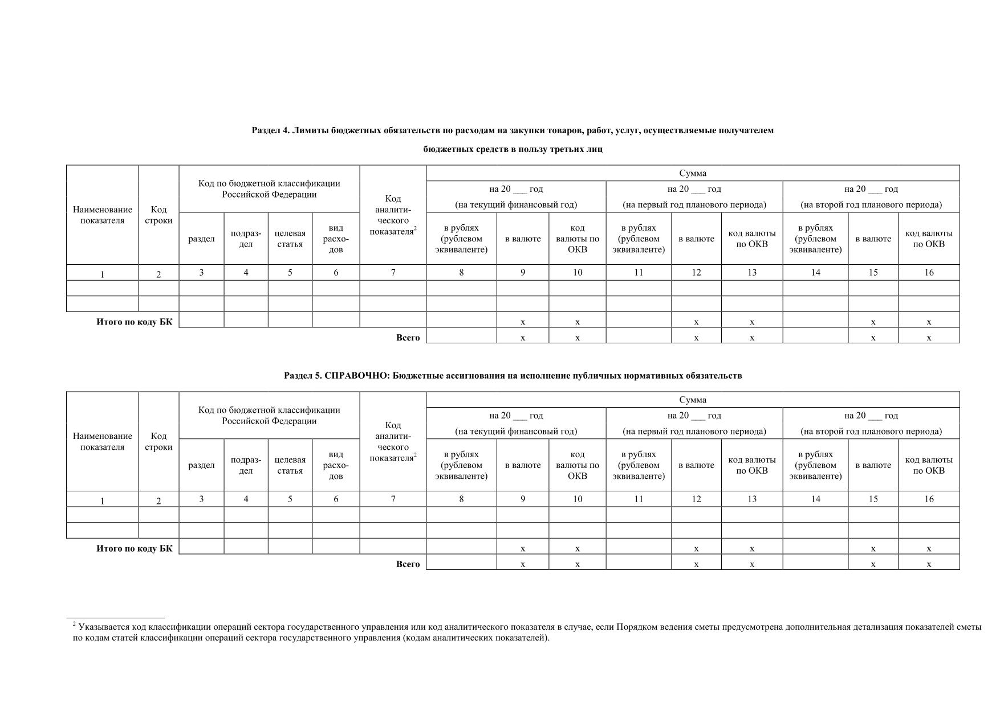 Раздел 4. Лимиты бюджетных обязательств по расходам на закупки товаров, работ, услуг, осуществляемые получателем
бюджетных средств в пользу третьих лиц
Наименование показателя
Код строки
Код по бюджетной классификации
Российской Федерации
Код
аналити-
ческого
показателя2
Сумма
на 20 ___ год
на 20 ___ год
на 20 ___ год
(на текущий финансовый год)
(на первый год планового периода)
(на второй год планового периода)
раздел
подраз-
дел
целевая
статья
вид
расхо-
дов
в рублях
(рублевом
эквиваленте)
в валюте
код
валюты по
ОКВ
в рублях
(рублевом
эквиваленте)
в валюте
код валюты
по ОКВ
в рублях
(рублевом
эквиваленте)
в валюте
код валюты
по ОКВ
1 2 3 4 5 6 7 8 9 10 11 12 13 14 15 16
Итого по коду БК х х х х х х
Всего х х х х х х
Раздел 5. СПРАВОЧНО: Бюджетные ассигнования на исполнение публичных нормативных обязательств
Наименование показателя
Код строки
Код по бюджетной классификации
Российской Федерации
Код
аналити-
ческого
показателя2
Сумма
на 20 ___ год
на 20 ___ год
на 20 ___ год
(на текущий финансовый год)
(на первый год планового периода)
(на второй год планового периода)
раздел
подраз-
дел
целевая
статья
вид
расхо-
дов
в рублях
(рублевом
эквиваленте)
в валюте
код
валюты по
ОКВ
в рублях
(рублевом
эквиваленте)
в валюте
код валюты
по ОКВ
в рублях
(рублевом
эквиваленте)
в валюте
код валюты
по ОКВ
1 2 3 4 5 6 7 8 9 10 11 12 13 14 15 16
Итого по коду БК х х х х х х
Всего х х х х х х
2 Указывается код классификации операций сектора государственного управления или код аналитического показателя в случае, если Порядком ведения сметы предусмотрена дополнительная детализация показателей сметы
по кодам статей классификации операций сектора государственного управления (кодам аналитических показателей).